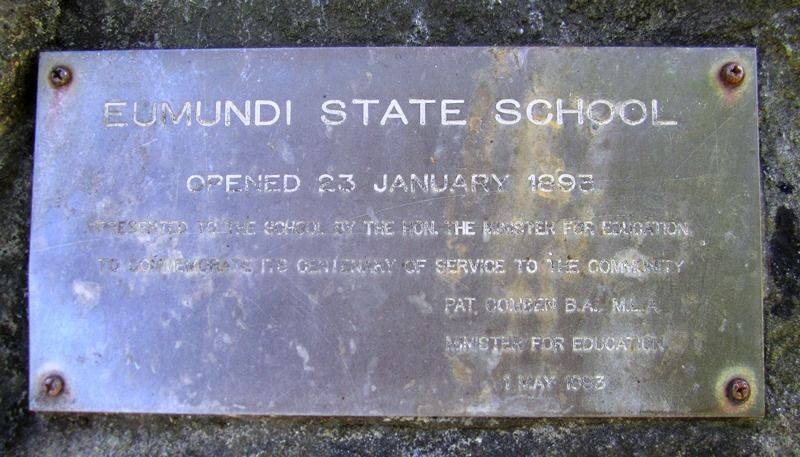 EUMUNDI STATE SCHOOL
OPENED 23 JANUARY 1893
PRESENTED TO THE SCHOOL BY THE HON. THE MINISTER FOR EDUCATION
TO COMMEMORATE ITS CENTENARY OF SERVICE TO THE COMMUNITY
PAT. COMBEN B.A., M.L.A.
MINISTER FOR EDUCATION
1 MAY 1993